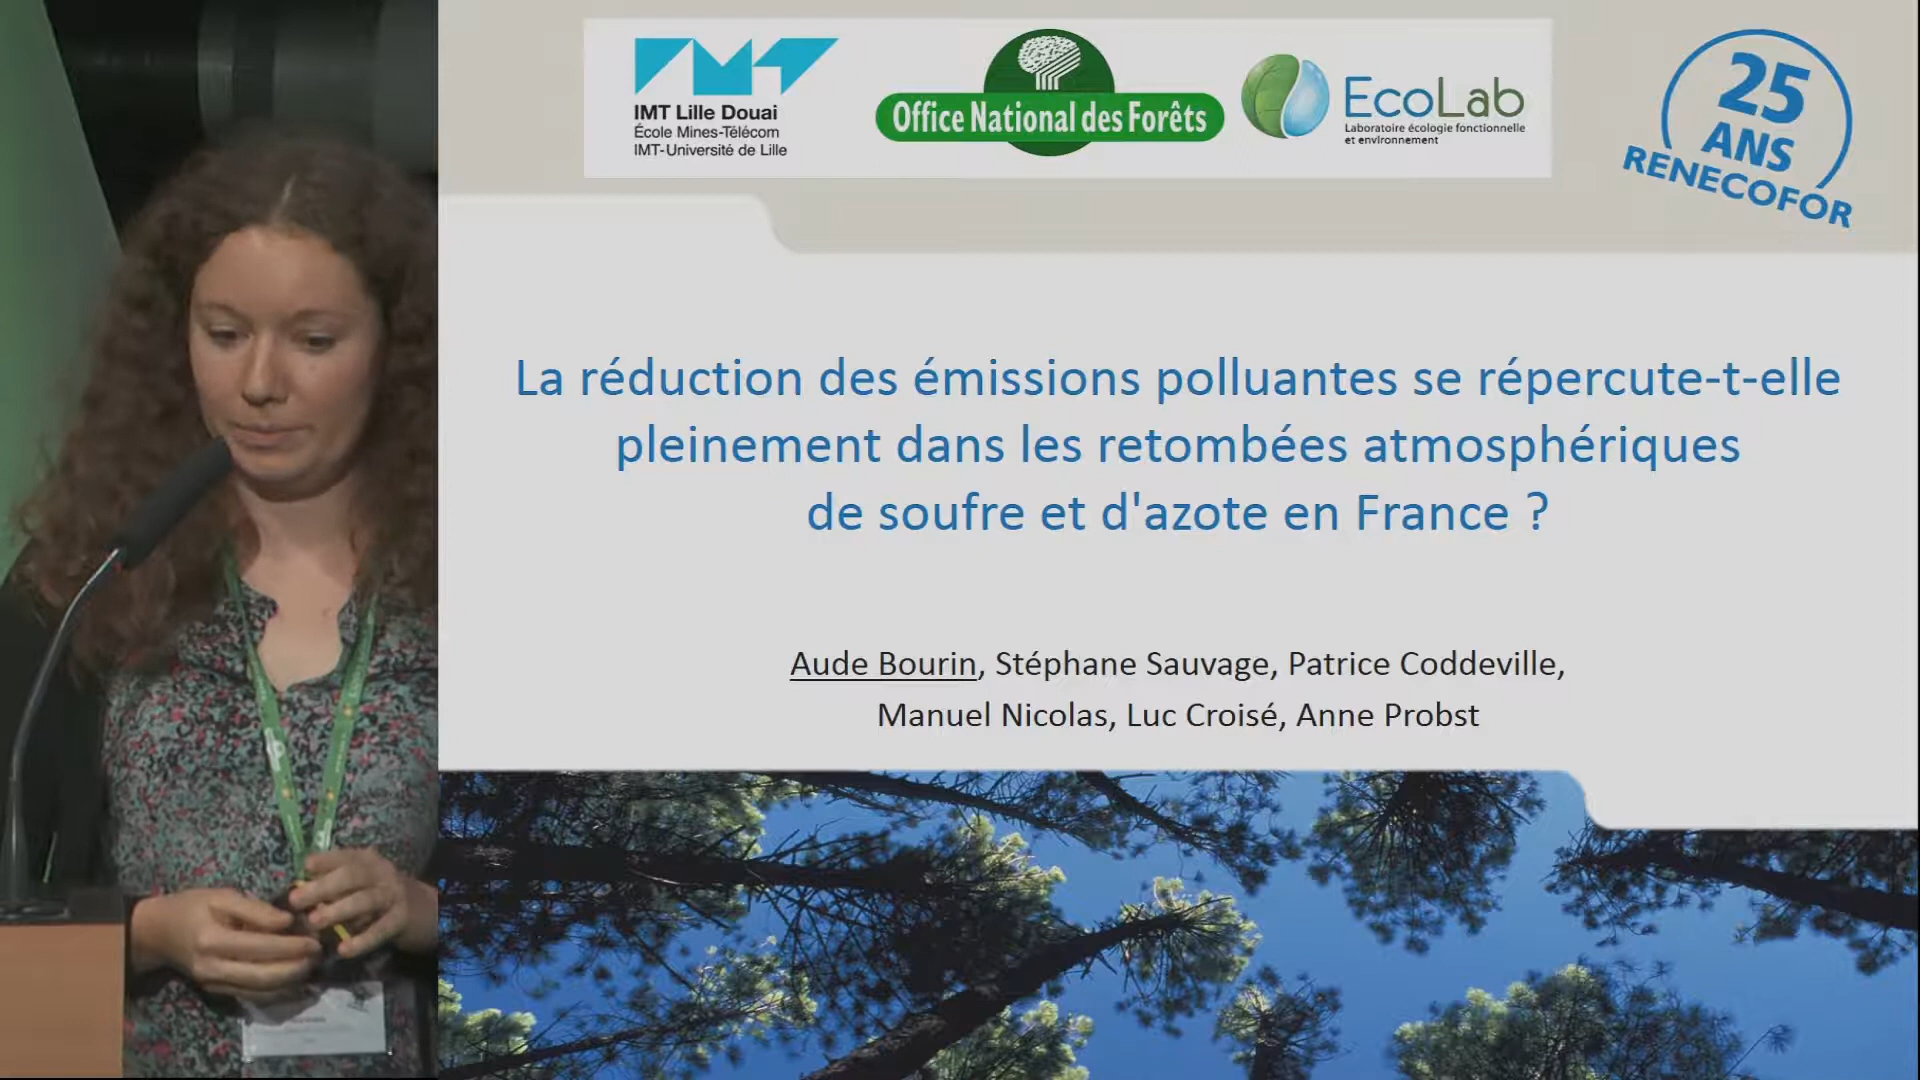 IMT Lille Douai
École Mines-Télécom
IMT-Université de Lille
Office National des Forêts
EcoLab
Laboratoire écologie fonctionnelle
et environnement
25
ANS
RENECOFOR
La réduction des émissions polluantes se répercute-t-elle
pleinement dans les retombées atmosphériques
de soufre et d'azote en France ?
Aude Bourin, Stéphane Sauvage, Patrice Coddeville,
Manuel Nicolas, Luc Croisé, Anne Probst